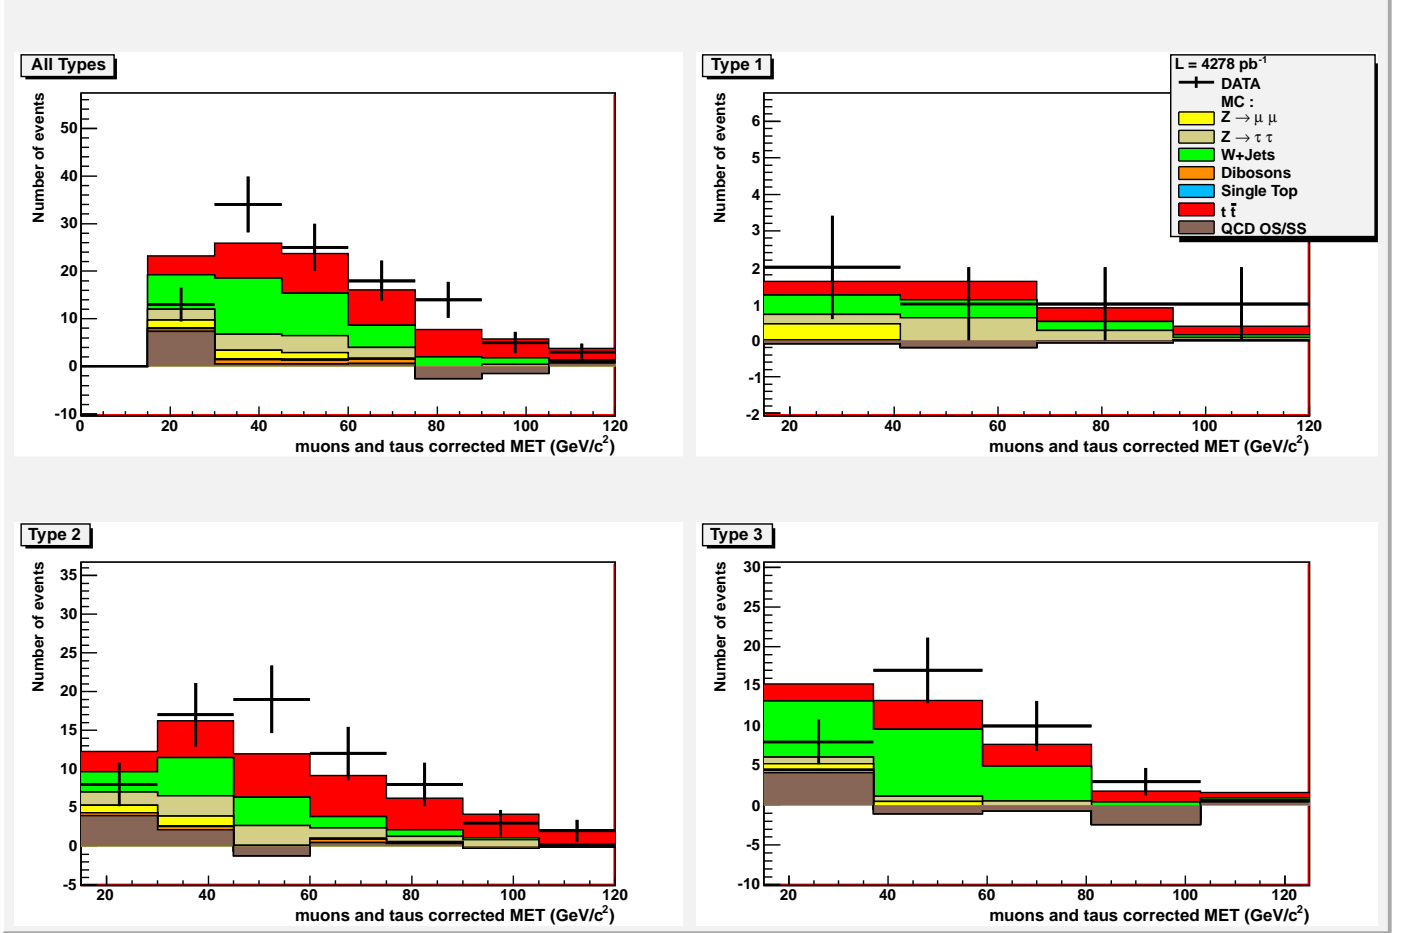 All Types
Number of events
50
40
30
20
10
0
-10
0 20 40 60 80 100 120
muons and taus corrected MET (GeV/c²)
Type 1
Number of events
6
5
4
3
2
1
0
-1
-2
20 40 60 80 100 120
muons and taus corrected MET (GeV/c²)
L = 4278 pb⁻¹
DATA
MC :
Z → μ μ
Z → τ τ
W+Jets
Dibosons
Single Top
t t̄
QCD OS/SS
Type 2
Number of events
35
30
25
20
15
10
5
0
-5
20 40 60 80 100 120
muons and taus corrected MET (GeV/c²)
Type 3
Number of events
30
25
20
15
10
5
0
-5
-10
20 40 60 80 100 120
muons and taus corrected MET (GeV/c²)